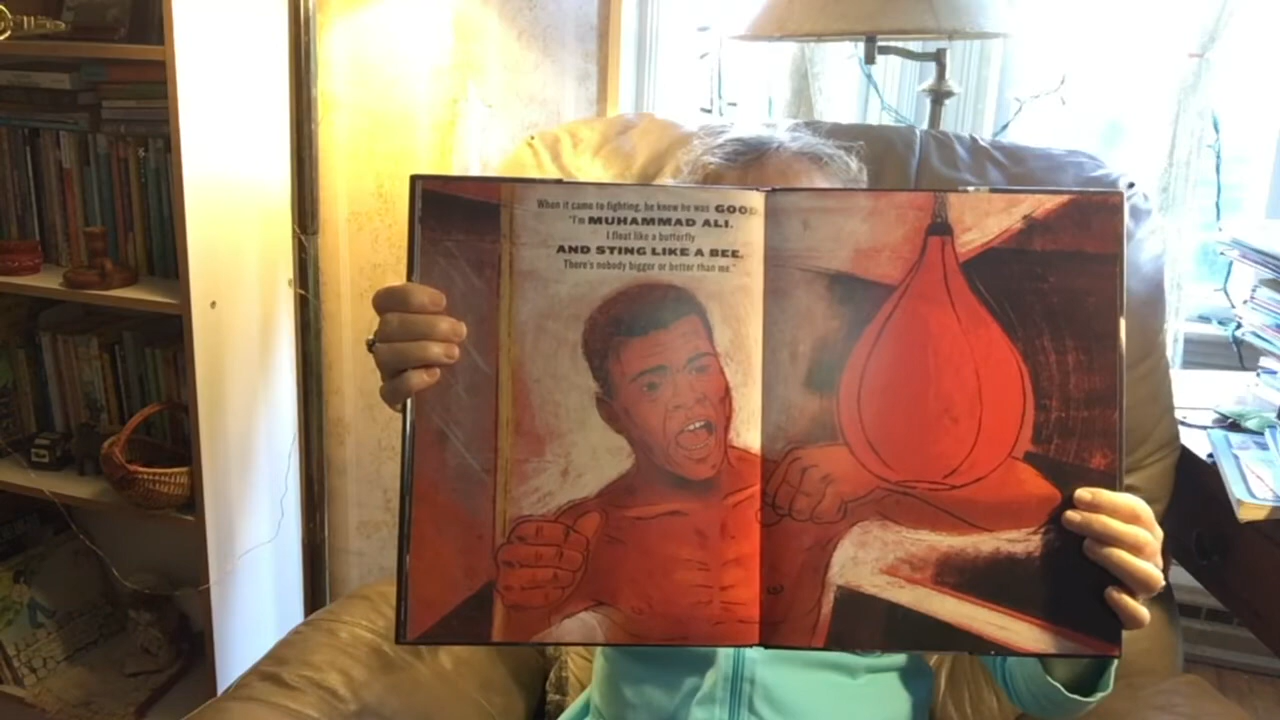 When it came to fighting, he knew he was GOOD.
"I'm MUHAMMAD ALI.
I float like a butterfly
AND STING LIKE A BEE.
There's nobody bigger or better than me."